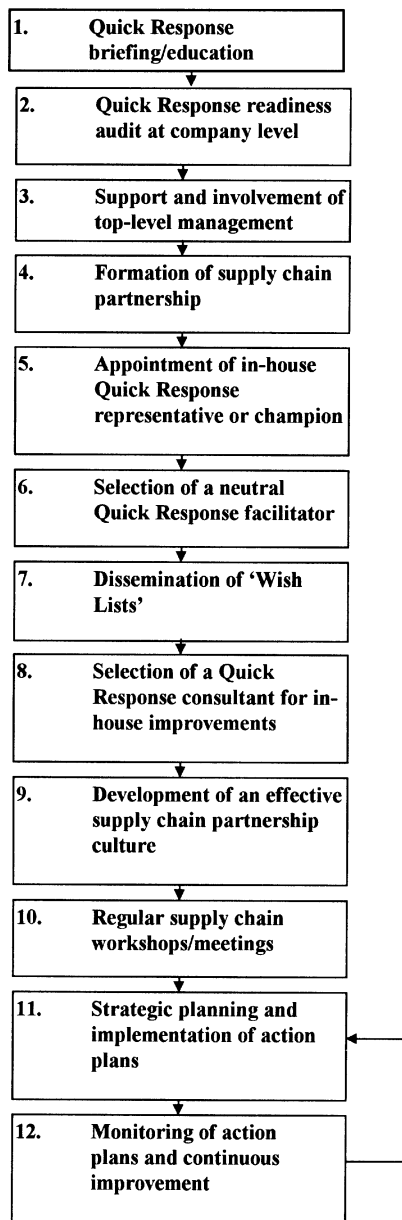 1. Quick Response
briefing/education
2. Quick Response readiness
audit at company level
3. Support and involvement of
top-level management
4. Formation of supply chain
partnership
5. Appointment of in-house
Quick Response
representative or champion
6. Selection of a neutral
Quick Response facilitator
7. Dissemination of ‘Wish
Lists’
8. Selection of a Quick
Response consultant for in-
house improvements
9. Development of an effective
supply chain partnership
culture
10. Regular supply chain
workshops/meetings
11. Strategic planning and
implementation of action
plans
12. Monitoring of action
plans and continuous
improvement